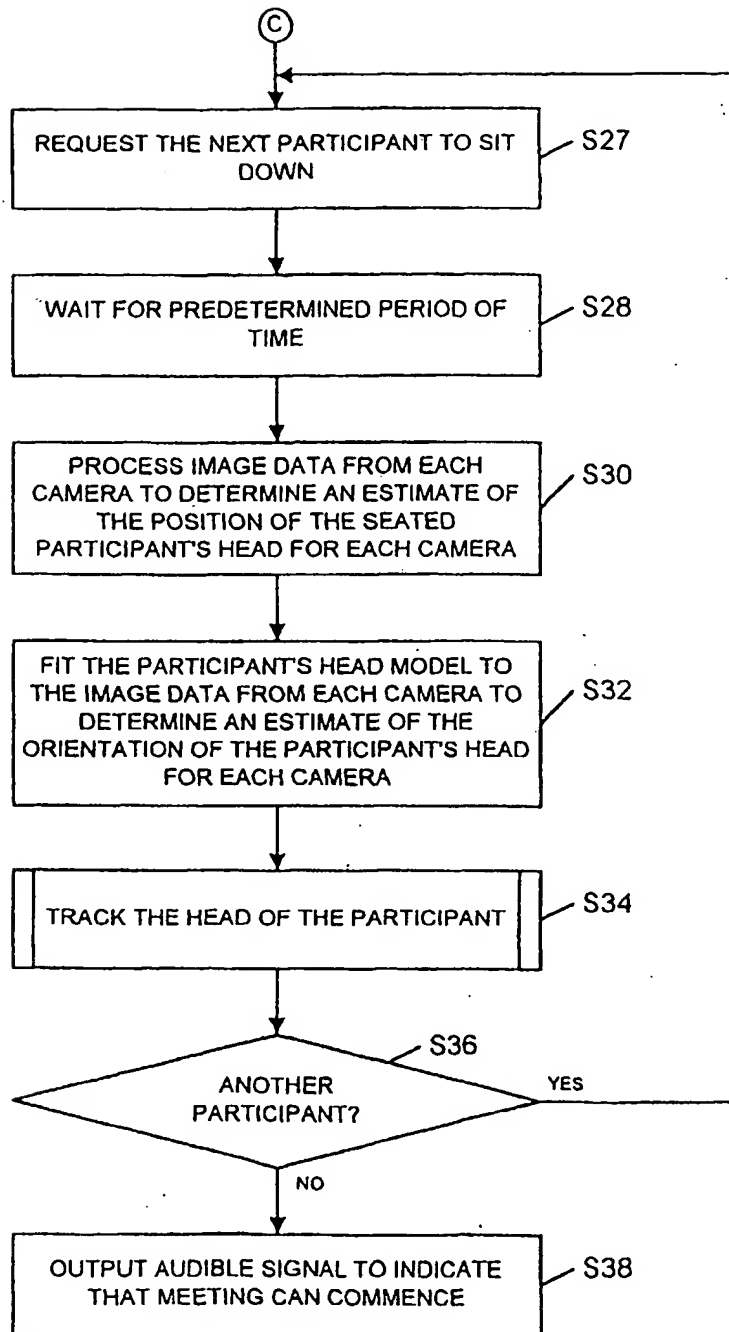 C
REQUEST THE NEXT PARTICIPANT TO SIT
DOWN
S27
WAIT FOR PREDETERMINED PERIOD OF
TIME
S28
PROCESS IMAGE DATA FROM EACH
CAMERA TO DETERMINE AN ESTIMATE OF
THE POSITION OF THE SEATED
PARTICIPANT'S HEAD FOR EACH CAMERA
S30
FIT THE PARTICIPANT'S HEAD MODEL TO
THE IMAGE DATA FROM EACH CAMERA TO
DETERMINE AN ESTIMATE OF THE
ORIENTATION OF THE PARTICIPANT'S HEAD
FOR EACH CAMERA
S32
TRACK THE HEAD OF THE PARTICIPANT
S34
S36
ANOTHER
PARTICIPANT?
YES
NO
OUTPUT AUDIBLE SIGNAL TO INDICATE
THAT MEETING CAN COMMENCE
S38